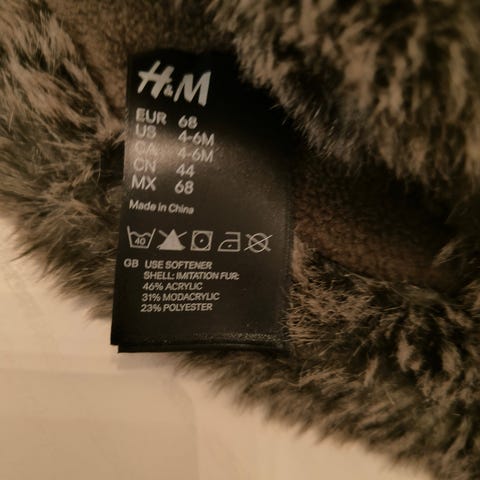 H&M
EUR 68
US 4-6M
CA 4-6M
CN 44
MX 68
Made in China
40
GB USE SOFTENER
SHELL: IMITATION FUR:
46% ACRYLIC
31% MODACRYLIC
23% POLYESTER